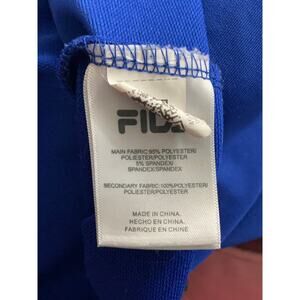 FILA
MAIN FABRIC:95% POLYESTER/
POLIESTER/POLYESTER
5% SPANDEX/
SPANDEX/SPANDEX
SECONDARY FABRIC:100% POLYESTER/
POLIESTER/POLYESTER
MADE IN CHINA.
HECHO EN CHINA.
FABRIQUE EN CHINE